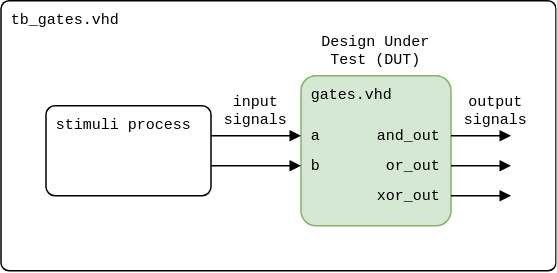 tb_gates.vhd
Design Under
Test (DUT)
stimuli process
input
signals
gates.vhd
a
b
and_out
or_out
xor_out
output
signals